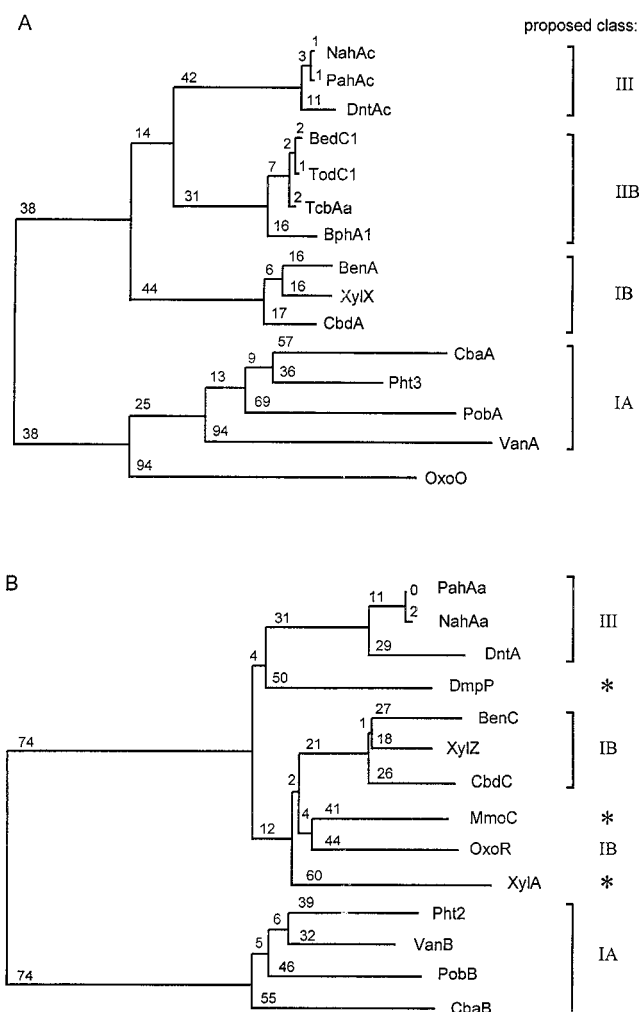 A
proposed class:
1
NahAc
3
1 PahAc
42
11
DntAc
III
14
2
BedC1
2
1 TodC1
7
2
TcbAa
31
16
BphA1
IIB
38
16
BenA
6
16
XylX
44
17
CbdA
IB
57
CbaA
9
36
Pht3
13
69
PobA
25
94
VanA
IA
38
94
OxoO
B
0 PahAa
11
2 NahAa
31
29
DntA
III
4
50
DmpP
*
74
27
BenC
1
18
XylZ
21
26
CbdC
IB
2
41
MmoC
*
4
44
OxoR
IB
12
60
XylA
*
39
Pht2
6
32
VanB
5
46
PobB
IA
74
55
CbaB